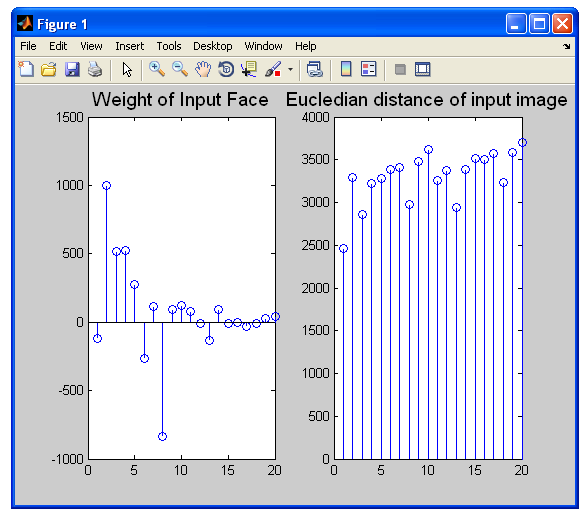 Figure 1
File Edit View Insert Tools Desktop Window Help
Weight of Input Face
Eucledian distance of input image
1500
1000
500
0
-500
-1000
0 5 10 15 20
4000
3500
3000
2500
2000
1500
1000
500
0
0 5 10 15 20